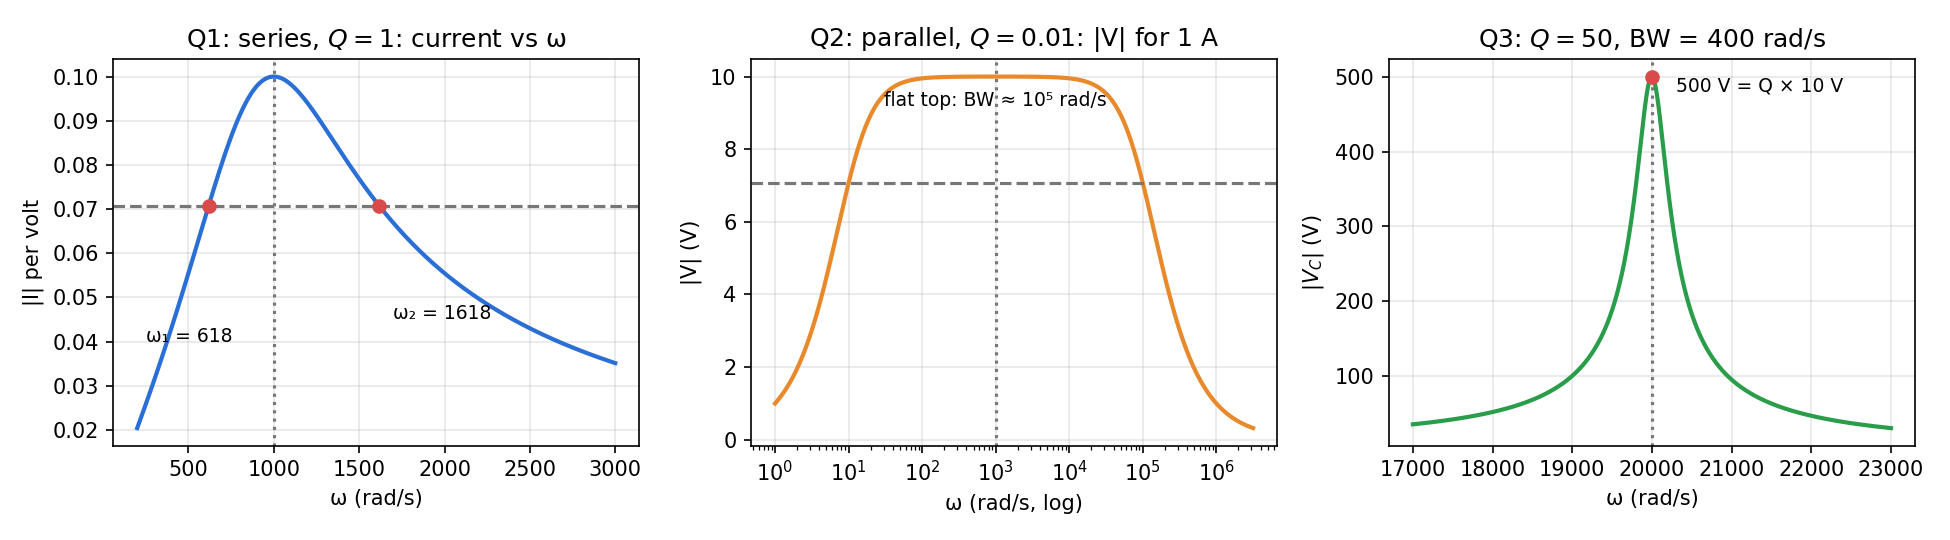 Q1: series, Q = 1: current vs ω
|I| per volt
0.10
0.09
0.08
0.07
0.06
0.05
0.04
0.03
0.02
ω₁ = 618
ω₂ = 1618
500 1000 1500 2000 2500 3000
ω (rad/s)
Q2: parallel, Q = 0.01: |V| for 1 A
|V| (V)
10
8
6
4
2
0
flat top: BW ≈ 10⁵ rad/s
10⁰ 10¹ 10² 10³ 10⁴ 10⁵ 10⁶
ω (rad/s, log)
Q3: Q = 50, BW = 400 rad/s
|V_C| (V)
500
400
300
200
100
500 V = Q × 10 V
17000 18000 19000 20000 21000 22000 23000
ω (rad/s)